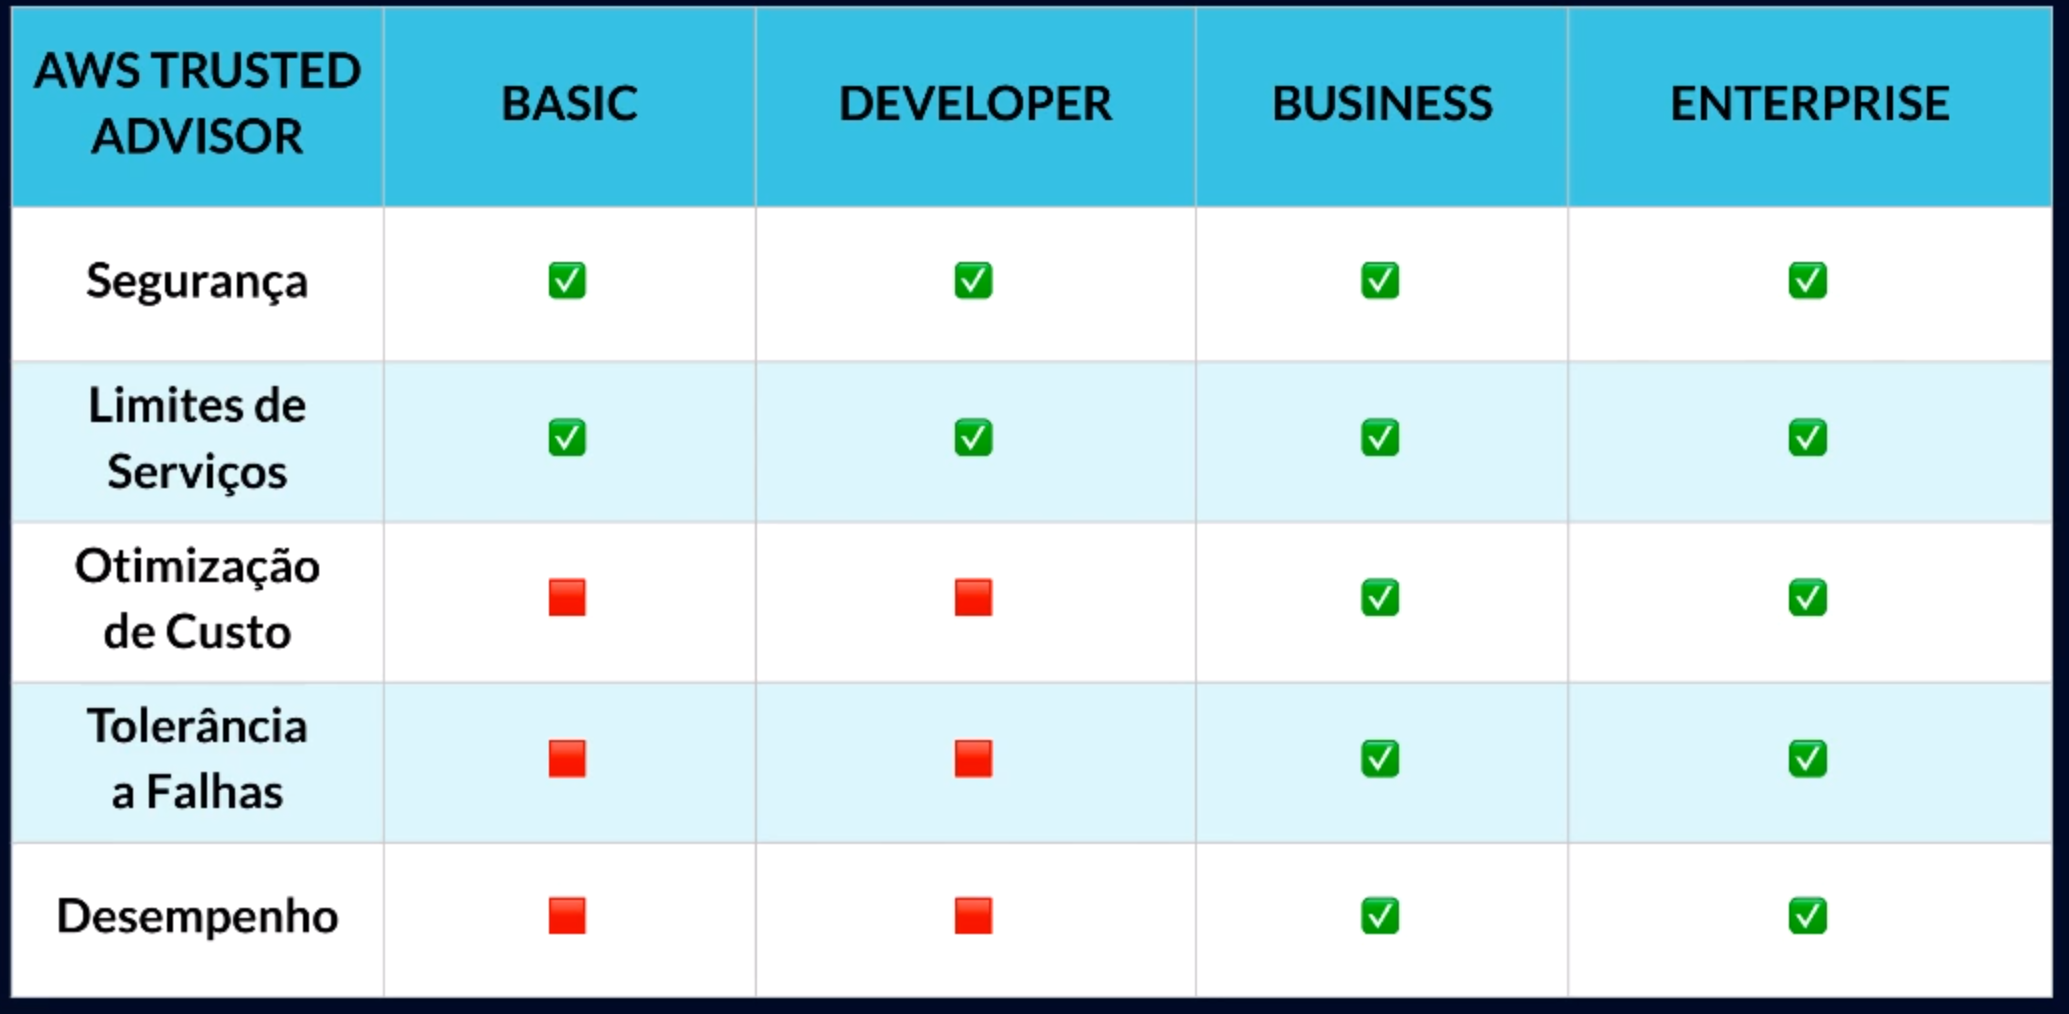 AWS TRUSTED
ADVISOR
BASIC
DEVELOPER
BUSINESS
ENTERPRISE
Segurança
Limites de
Serviços
Otimização
de Custo
Tolerância
a Falhas
Desempenho